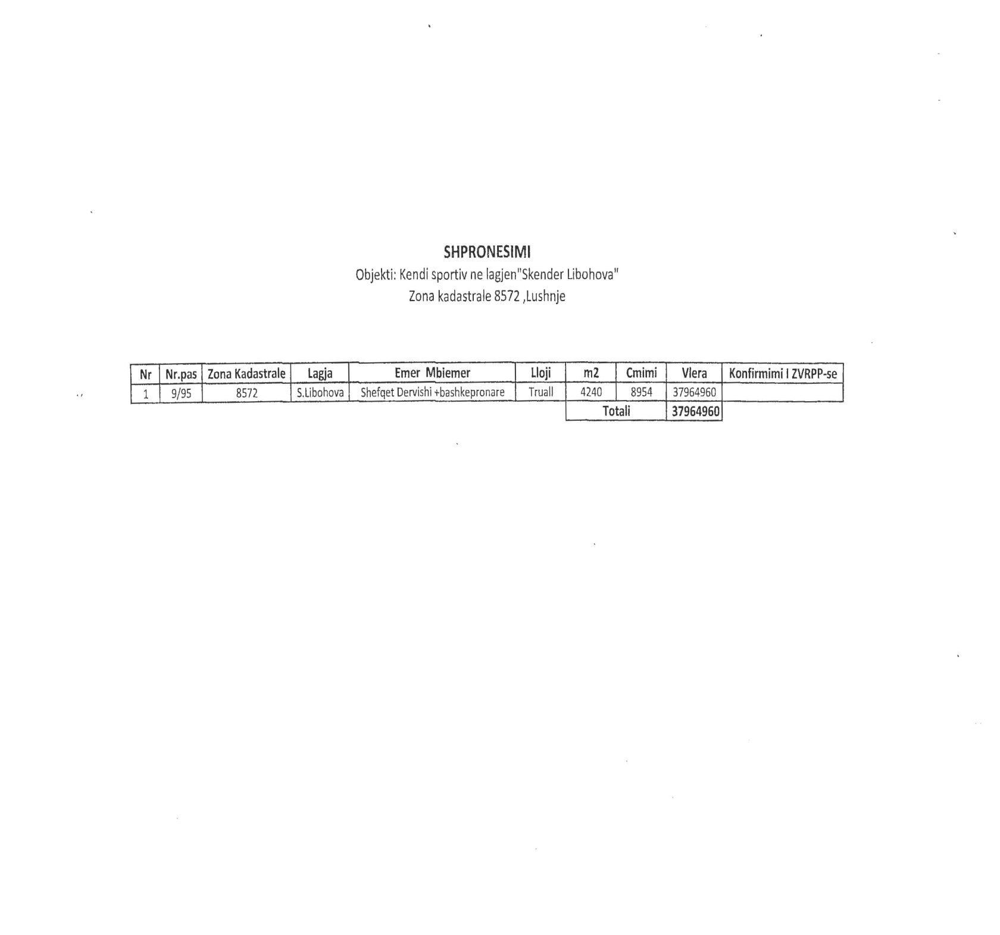 SHPRONESIMI
Objekti: Kendi sportiv ne lagjen"Skender Libohova"
Zona kadastrale 8572 ,Lushnje
Nr Nr.pas Zona Kadastrale Lagja Emer Mbiemer Lloji m2 Cmimi Vlera Konfirmimi I ZVRPP-se
1 9/95 8572 S.Libohova Shefqet Dervishi +bashkepronare Truall 4240 8954 37964960
Totali 37964960